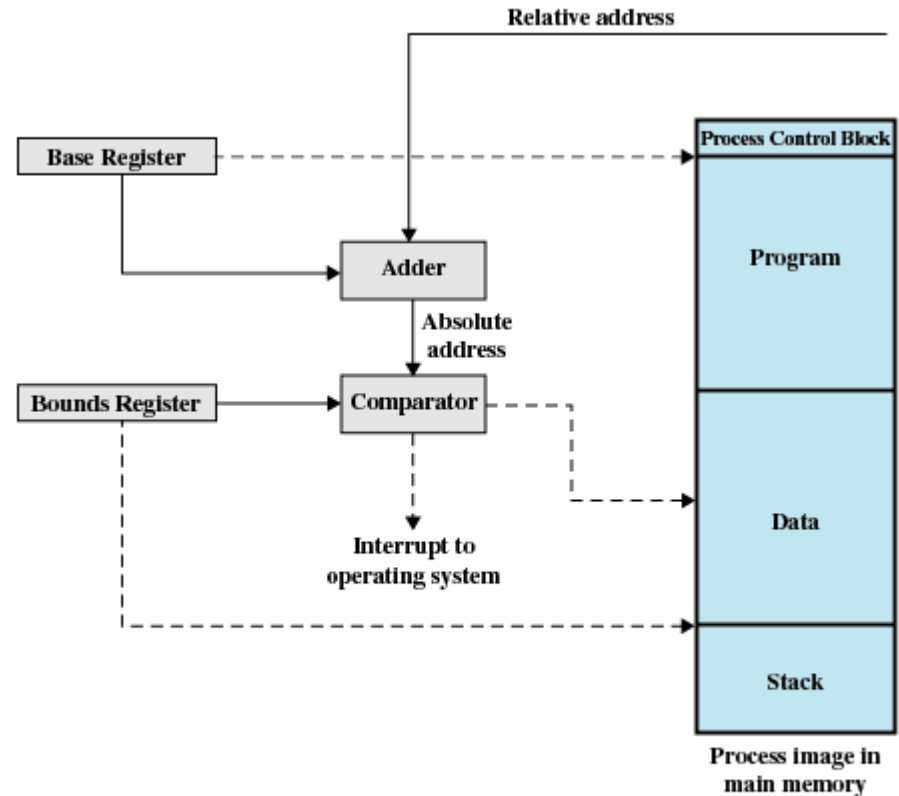 Relative address
Process Control Block
Base Register
Program
Adder
Absolute
address
Bounds Register
Comparator
Data
Interrupt to
operating system
Stack
Process image in
main memory